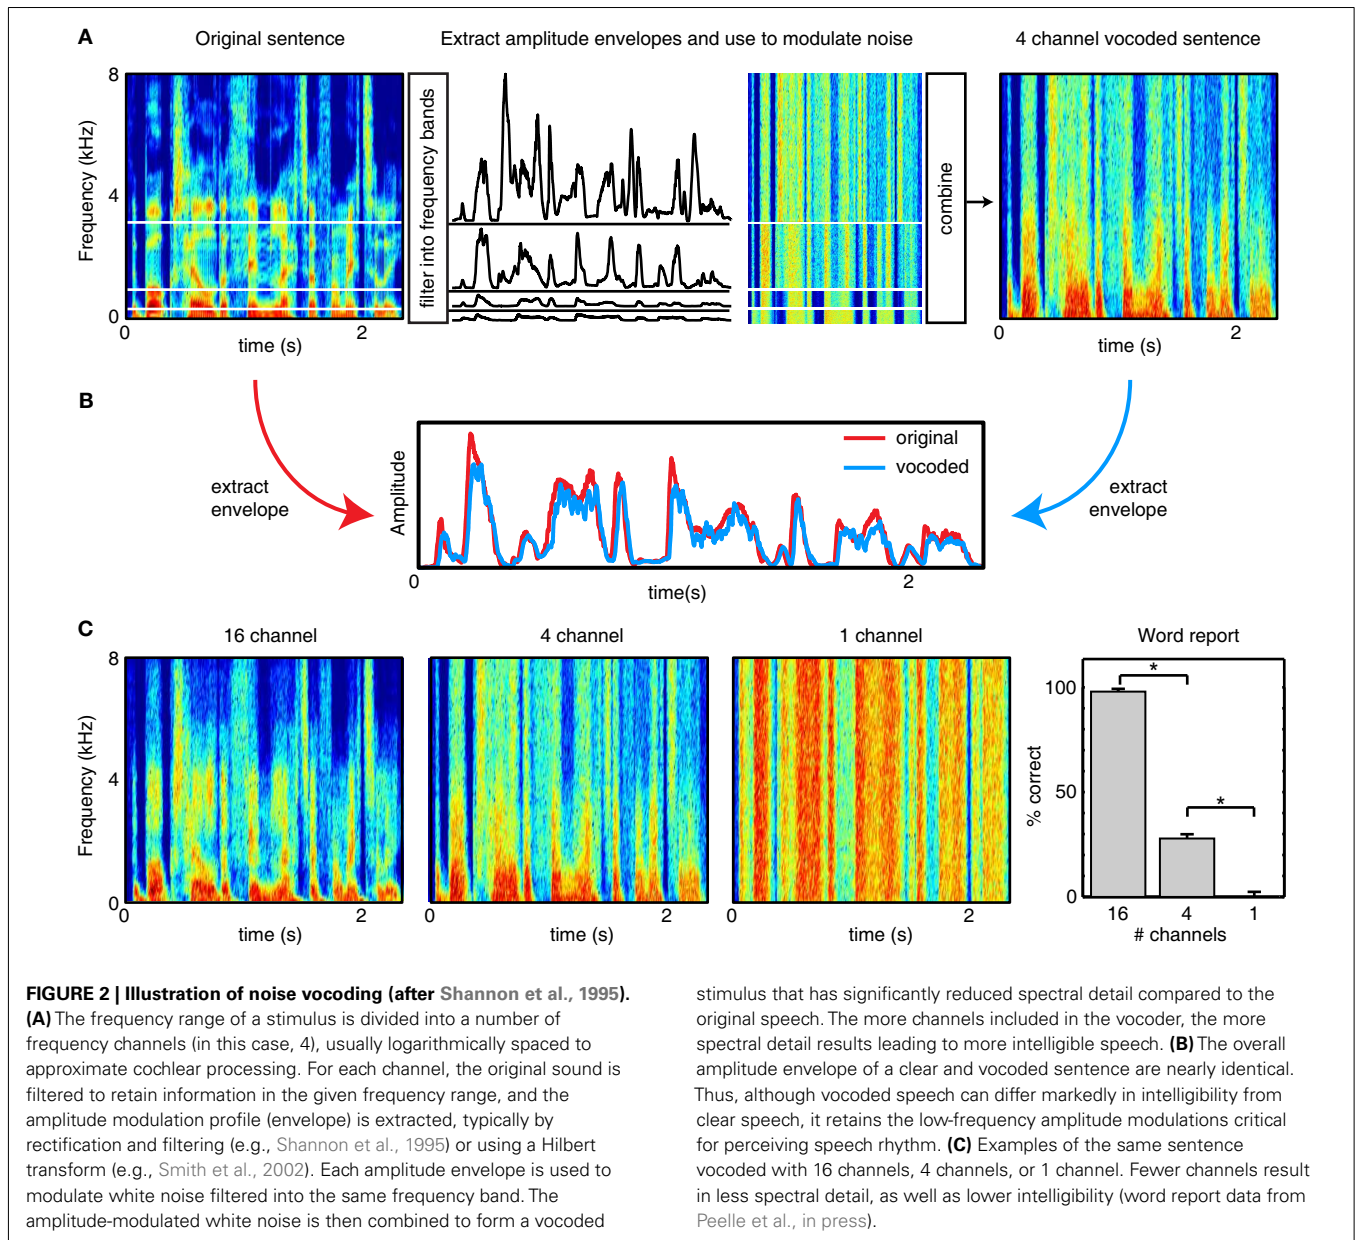 A
Original sentence
Extract amplitude envelopes and use to modulate noise
4 channel vocoded sentence
8
4
0
Frequency (kHz)
0
2
time (s)
filter into frequency bands
combine
8
4
0
Frequency (kHz)
0
2
time (s)
B
extract
envelope
Amplitude
original
vocoded
0
2
time(s)
extract
envelope
C
16 channel
4 channel
1 channel
Word report
8
4
0
Frequency (kHz)
0
2
time (s)
0
2
time (s)
0
2
time (s)
100
50
0
% correct
*
*
16
4
1
# channels
FIGURE 2 | Illustration of noise vocoding (after Shannon et al., 1995).
(A) The frequency range of a stimulus is divided into a number of
frequency channels (in this case, 4), usually logarithmically spaced to
approximate cochlear processing. For each channel, the original sound is
filtered to retain information in the given frequency range, and the
amplitude modulation profile (envelope) is extracted, typically by
rectification and filtering (e.g., Shannon et al., 1995) or using a Hilbert
transform (e.g., Smith et al., 2002). Each amplitude envelope is used to
modulate white noise filtered into the same frequency band. The
amplitude-modulated white noise is then combined to form a vocoded
stimulus that has significantly reduced spectral detail compared to the
original speech. The more channels included in the vocoder, the more
spectral detail results leading to more intelligible speech. (B) The overall
amplitude envelope of a clear and vocoded sentence are nearly identical.
Thus, although vocoded speech can differ markedly in intelligibility from
clear speech, it retains the low-frequency amplitude modulations critical
for perceiving speech rhythm. (C) Examples of the same sentence
vocoded with 16 channels, 4 channels, or 1 channel. Fewer channels result
in less spectral detail, as well as lower intelligibility (word report data from
Peelle et al., in press).